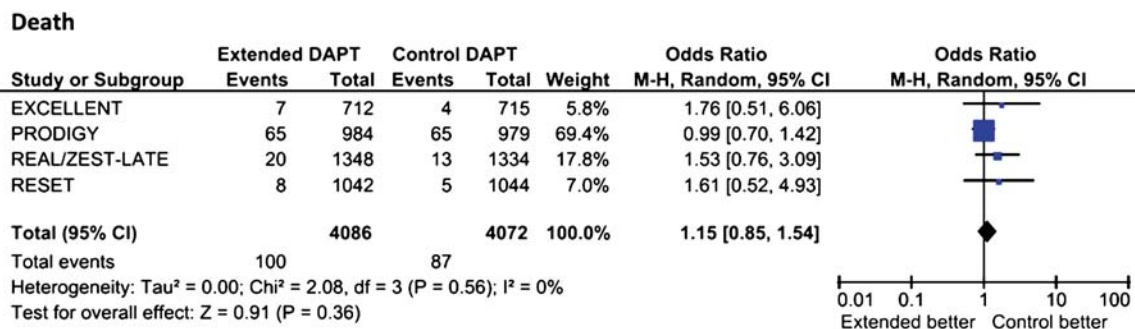 Death
Extended DAPT Control DAPT Odds Ratio Odds Ratio
Study or Subgroup Events Total Events Total Weight M-H, Random, 95% CI M-H, Random, 95% CI
EXCELLENT 7 712 4 715 5.8% 1.76 [0.51, 6.06]
PRODIGY 65 984 65 979 69.4% 0.99 [0.70, 1.42]
REAL/ZEST-LATE 20 1348 13 1334 17.8% 1.53 [0.76, 3.09]
RESET 8 1042 5 1044 7.0% 1.61 [0.52, 4.93]
Total (95% CI) 4086 4072 100.0% 1.15 [0.85, 1.54]
Total events 100 87
Heterogeneity: Tau² = 0.00; Chi² = 2.08, df = 3 (P = 0.56); I² = 0%
Test for overall effect: Z = 0.91 (P = 0.36)
0.01 0.1 1 10 100
Extended better Control better